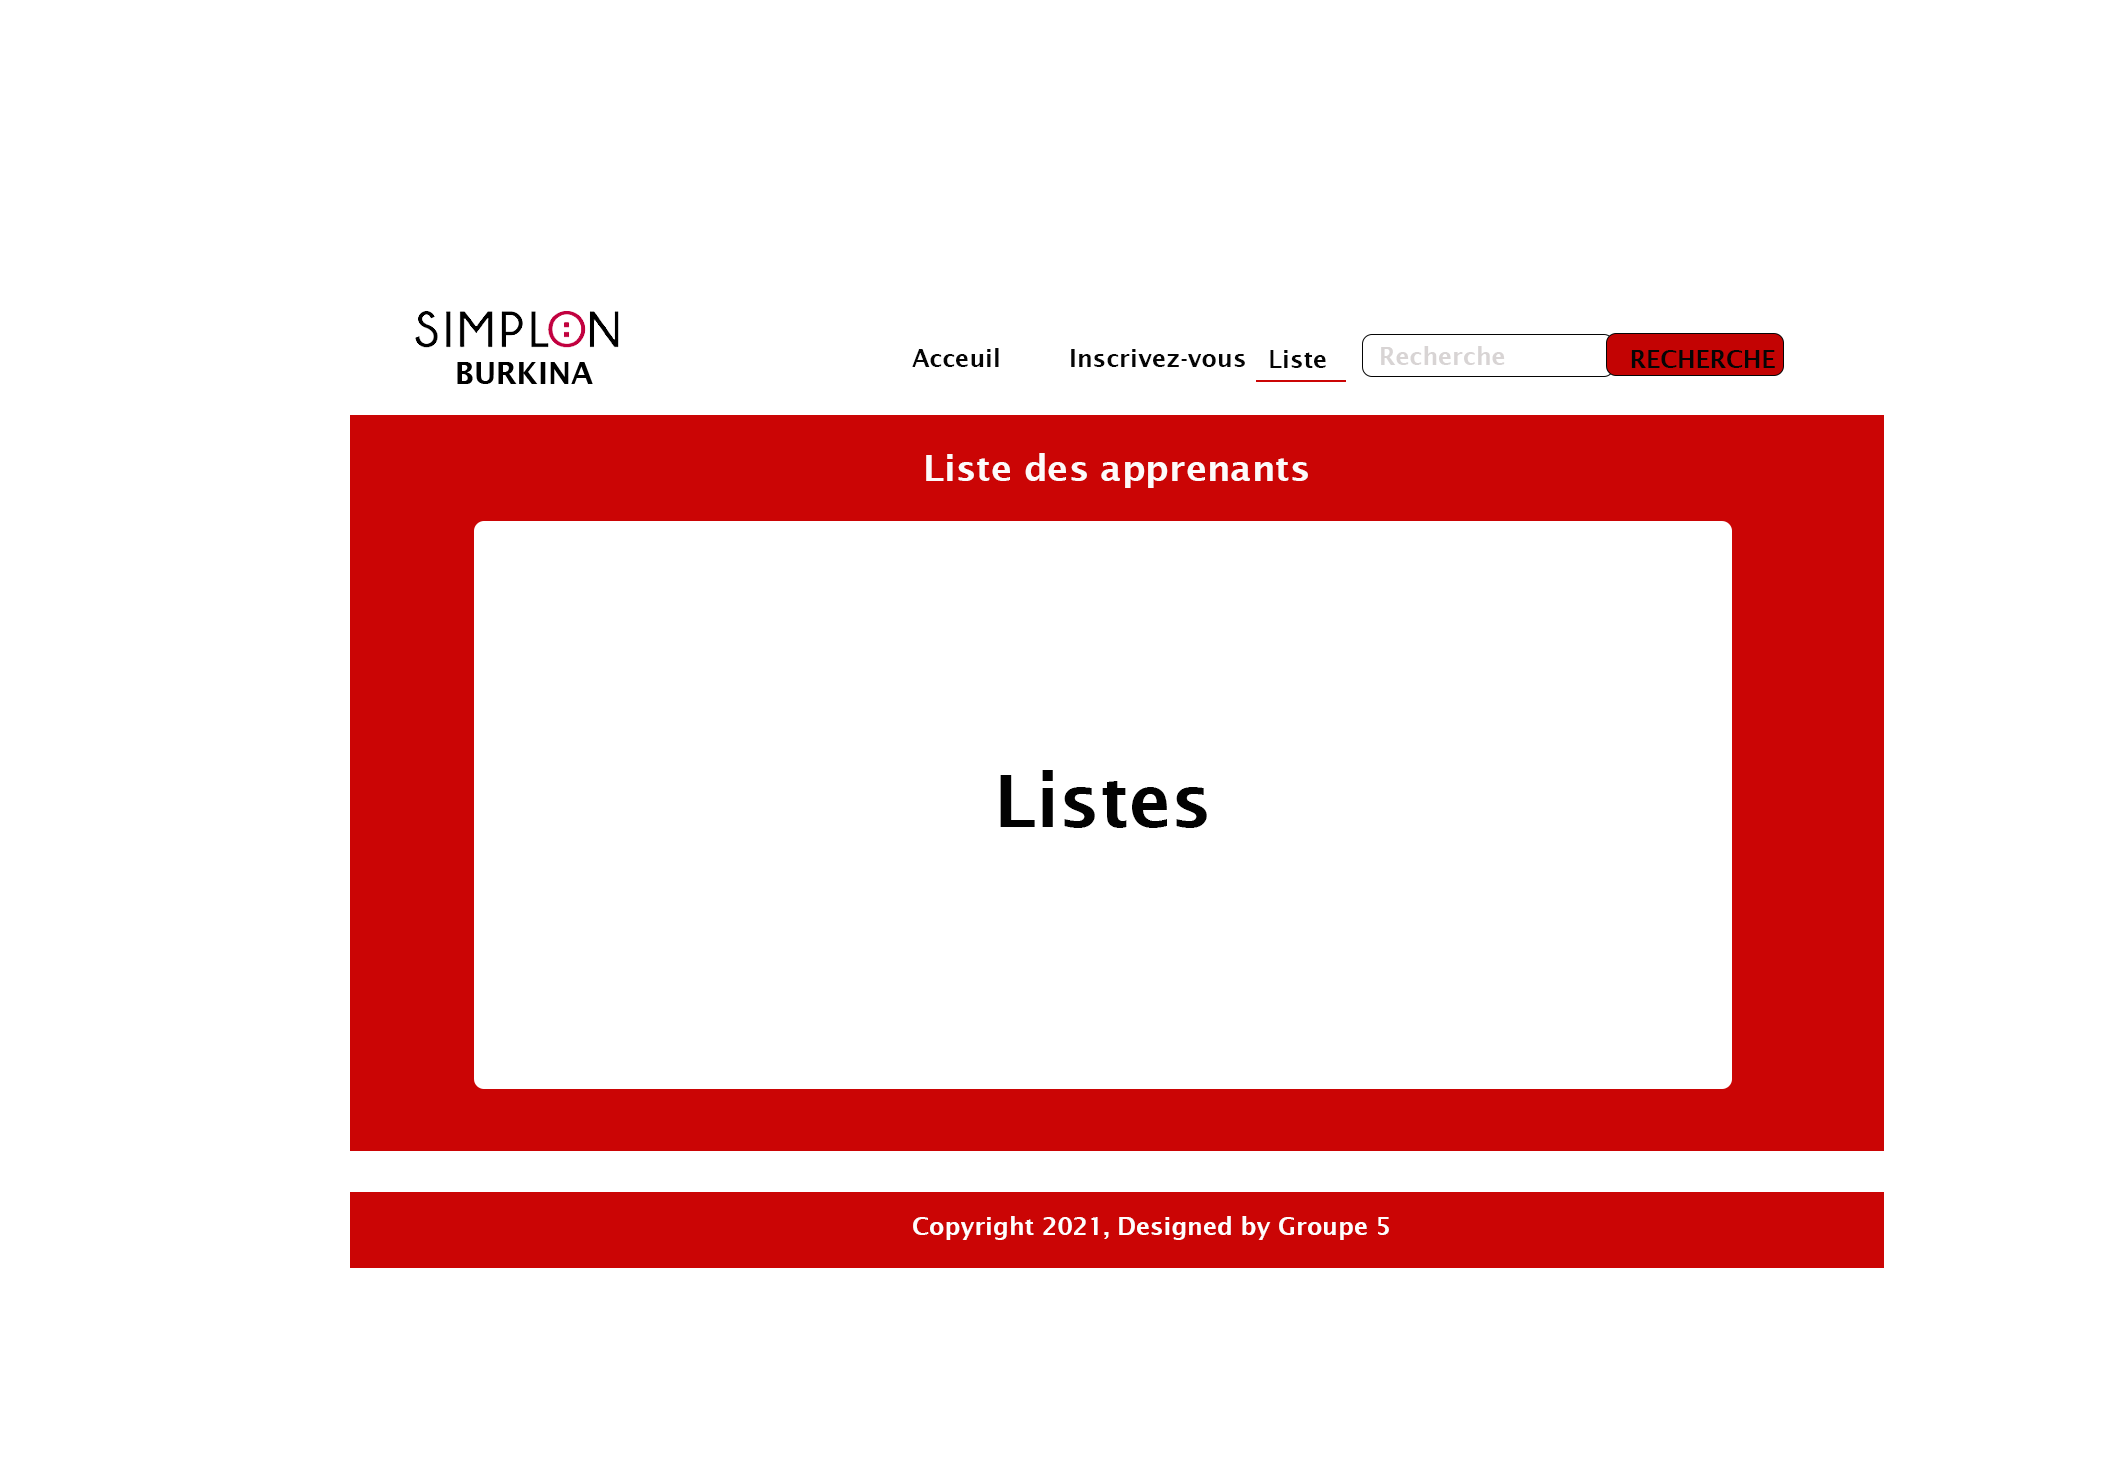 SIMPLON
BURKINA
Acceuil Inscrivez-vous Liste Recherche RECHERCHE
Liste des apprenants
Listes
Copyright 2021, Designed by Groupe 5